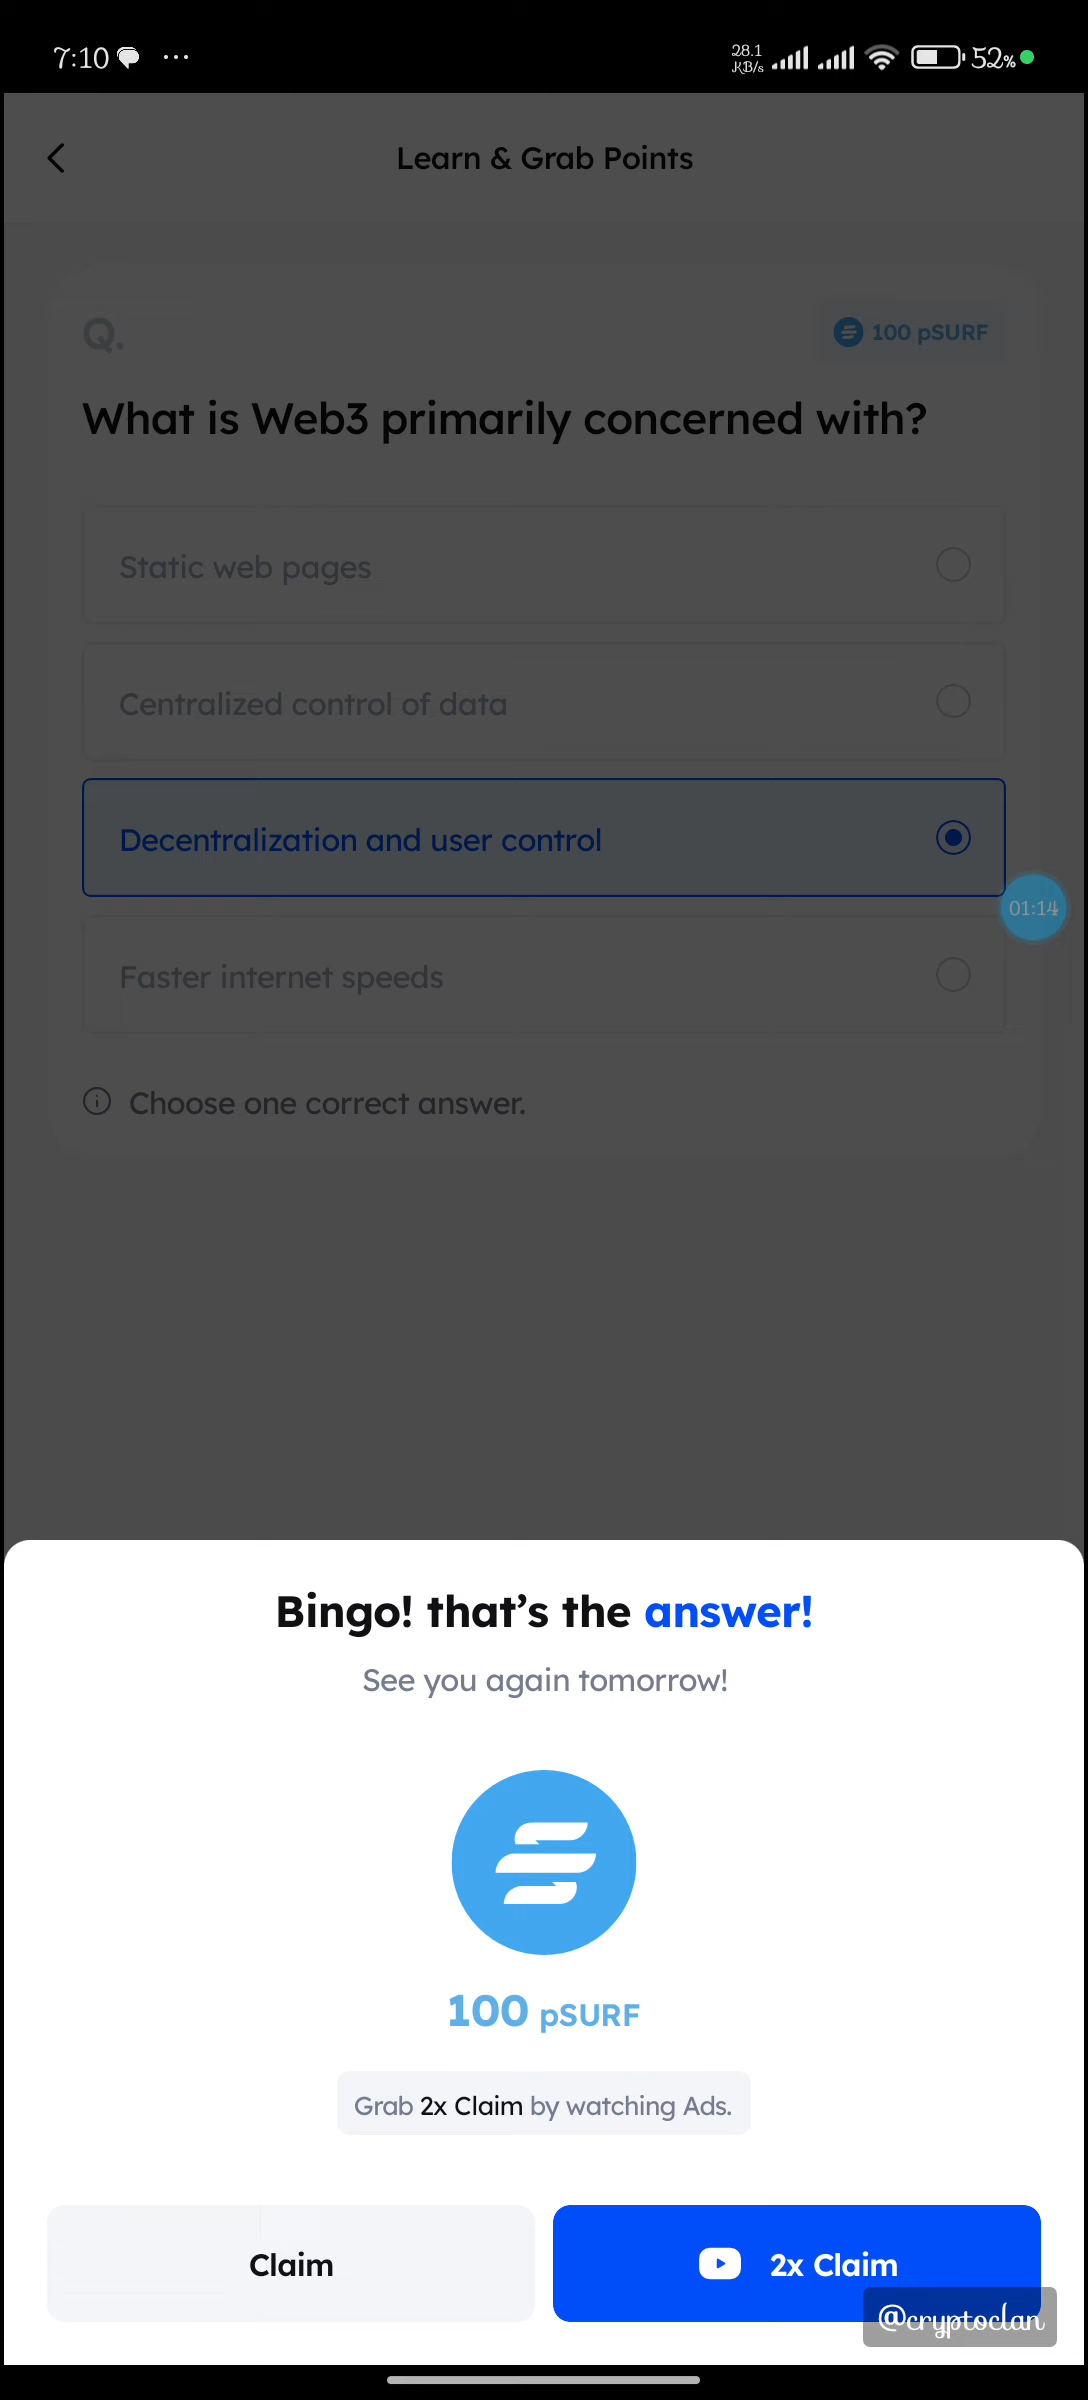 7:10 ... 28.1 KB/s 52%
Learn & Grab Points
Q. 100 pSURF
What is Web3 primarily concerned with?
Static web pages
Centralized control of data
Decentralization and user control
01:14
Faster internet speeds
Choose one correct answer.
Bingo! that's the answer!
See you again tomorrow!
100 pSURF
Grab 2x Claim by watching Ads.
Claim 2x Claim
@cryptoclan